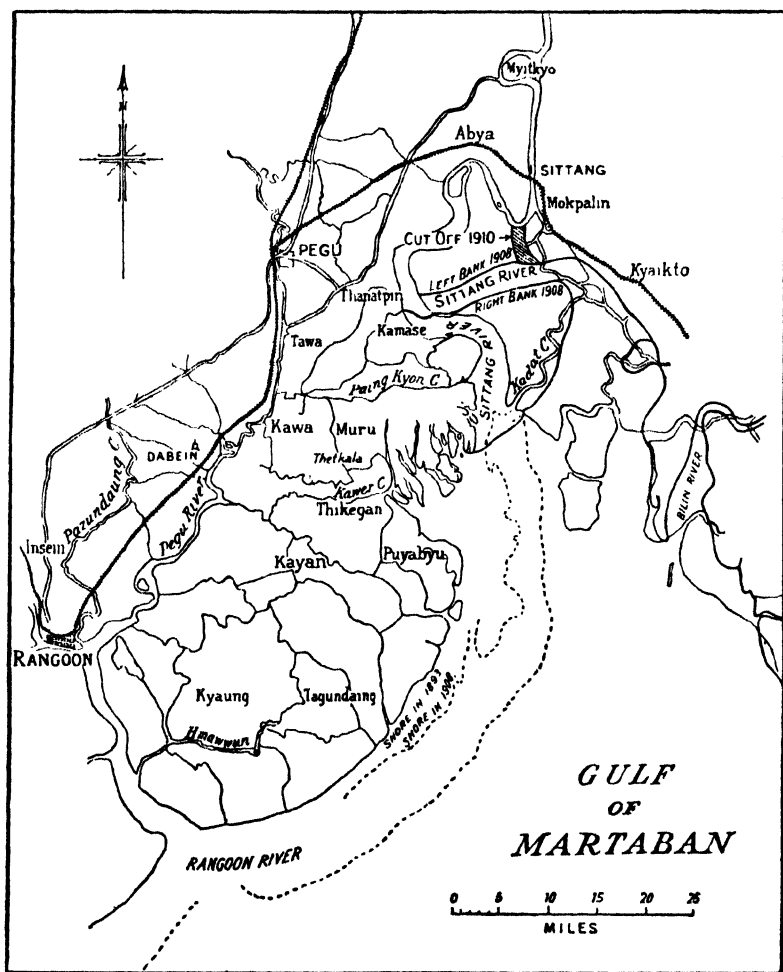 Myitkyo
Abya
SITTANG
Mokpalin
CUT OFF 1910
PEGU
LEFT BANK 1908
Kyaikto
SITTANG RIVER
Thanatpin
RIGHT BANK 1908
Kamase
SITTANG RIVER
Tawa
Kadat C
Paing Kyon C
Kawa
Muru
DABEIN
Thetkala
BILIN RIVER
Kawer C
Pazundaung C
Pegu River
Thikegan
Insein
Kayan
Puyabyu
RANGOON
Kyaung
Tagundaing
SHORE IN 1893
SHORE IN 1908
Hmawwun
GULF
OF
MARTABAN
RANGOON RIVER
0 5 10 15 20 25
MILES